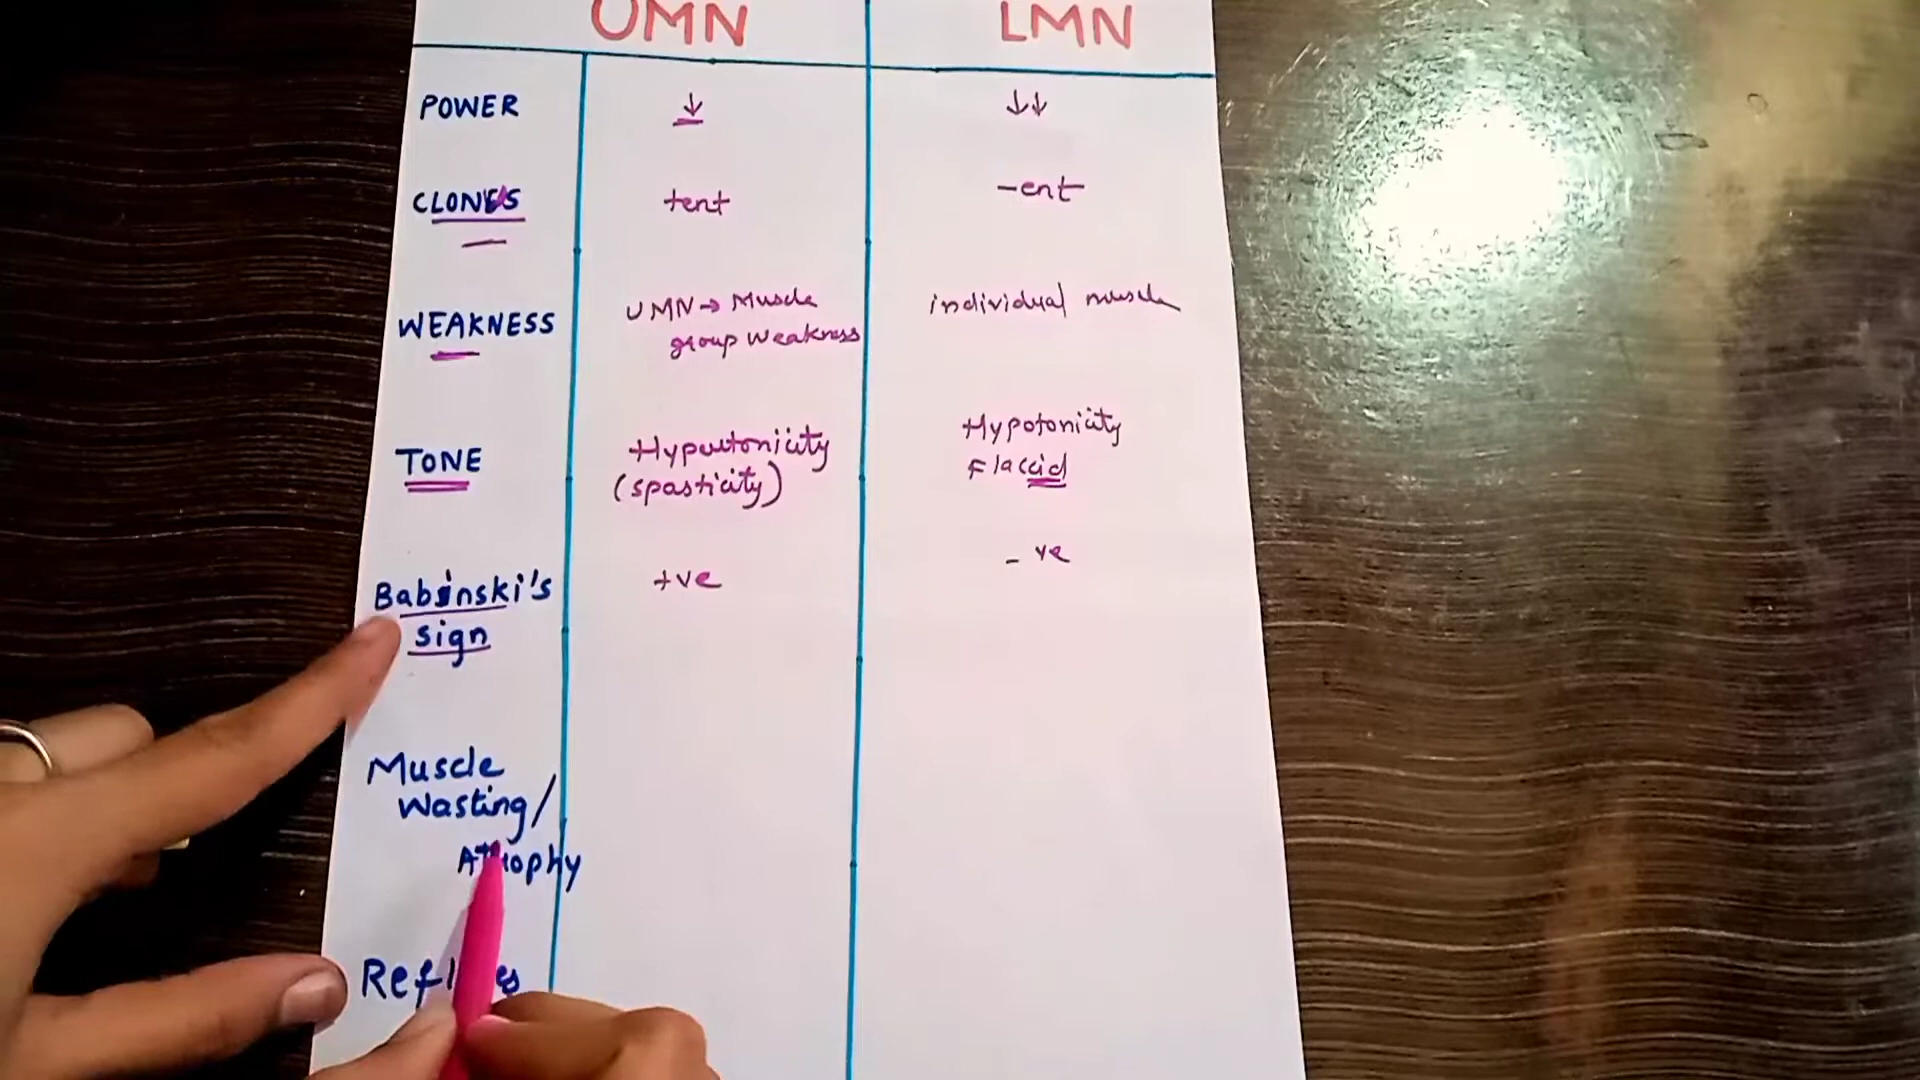 UMN LMN
POWER ↓ ↓↓
CLONUS tent -ent
WEAKNESS UMN → Muscle individual muscle
group weakness
TONE Hypertonicity Hypotonicity
(spasticity) Flaccid
Babinski's +ve -ve
sign
Muscle
Wasting/
Atrophy